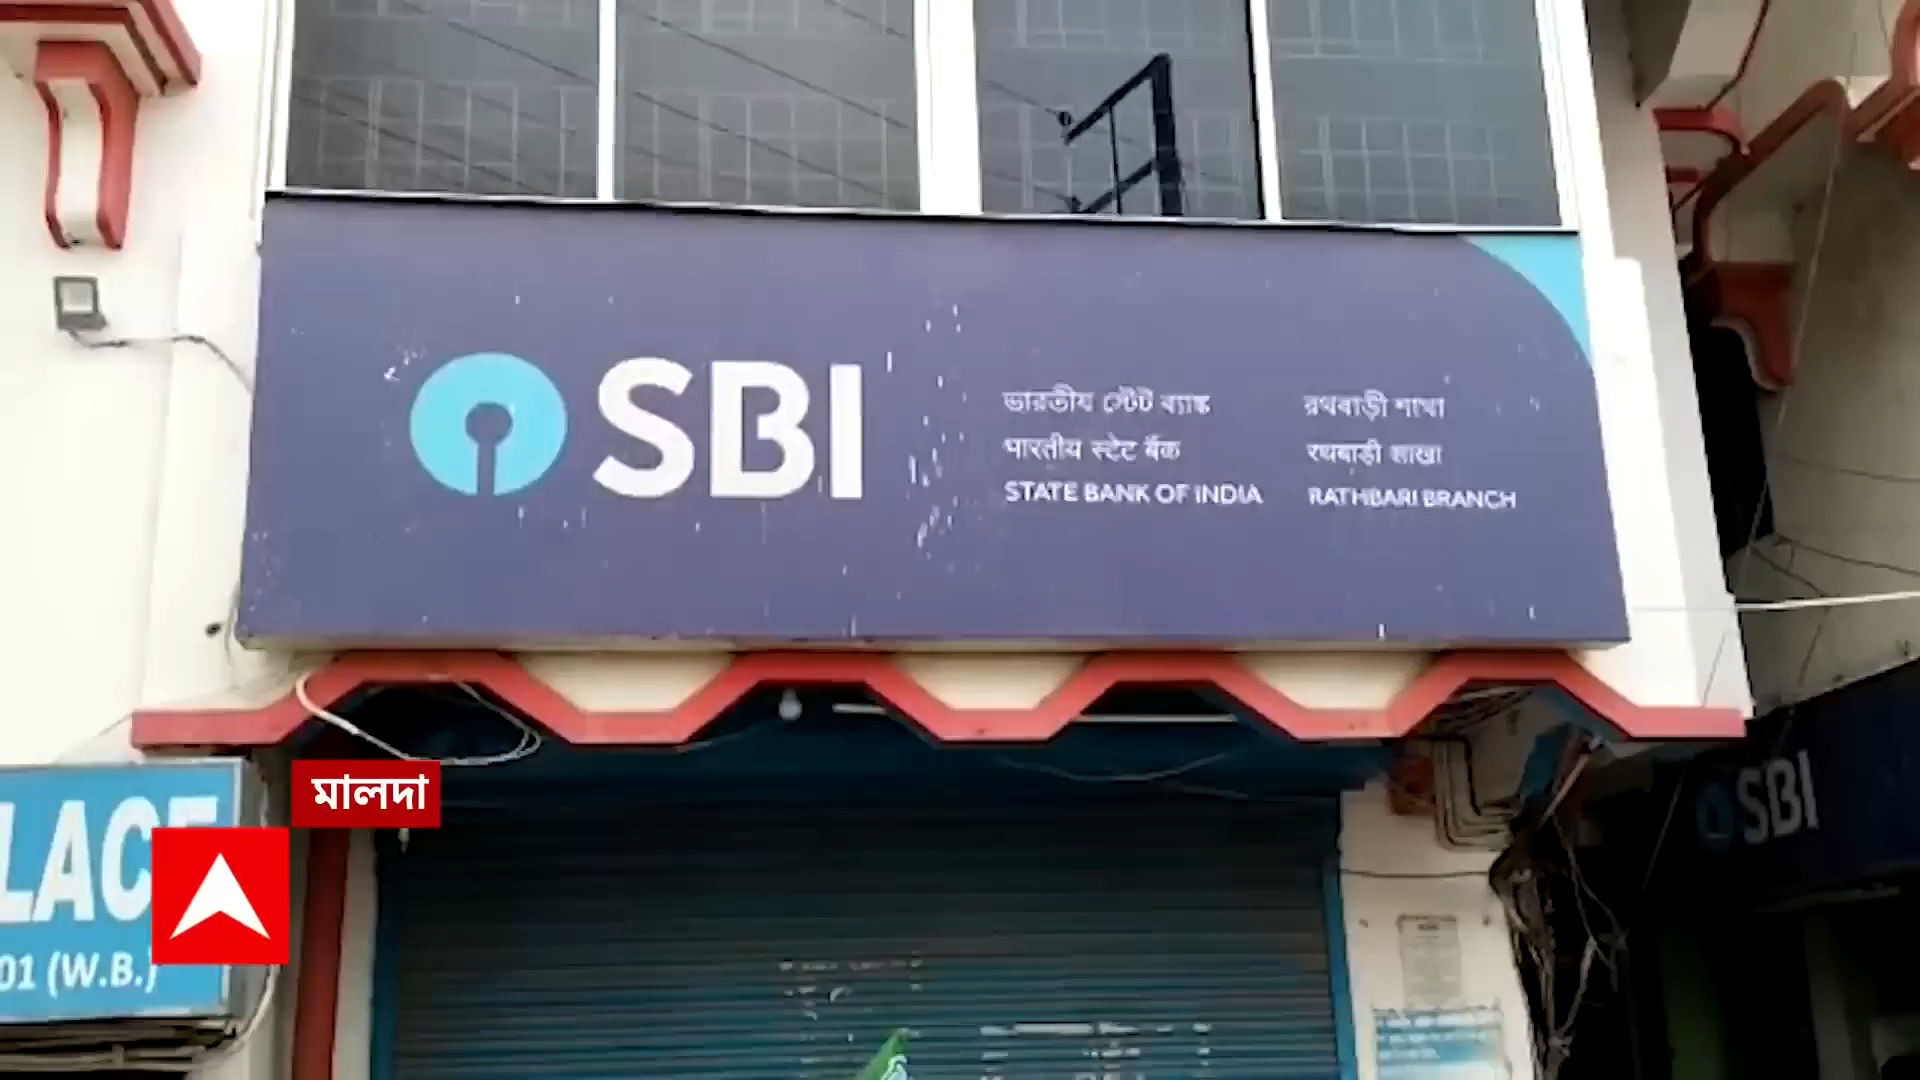 SBI
ভারতীয় স্টেট ব্যাঙ্ক
भारतीय स्टेट बैंक
STATE BANK OF INDIA
রথবাড়ী শাখা
रथबाड़ी शाखा
RATHBARI BRANCH
মালদা
LACE
01 (W.B.)
SBI